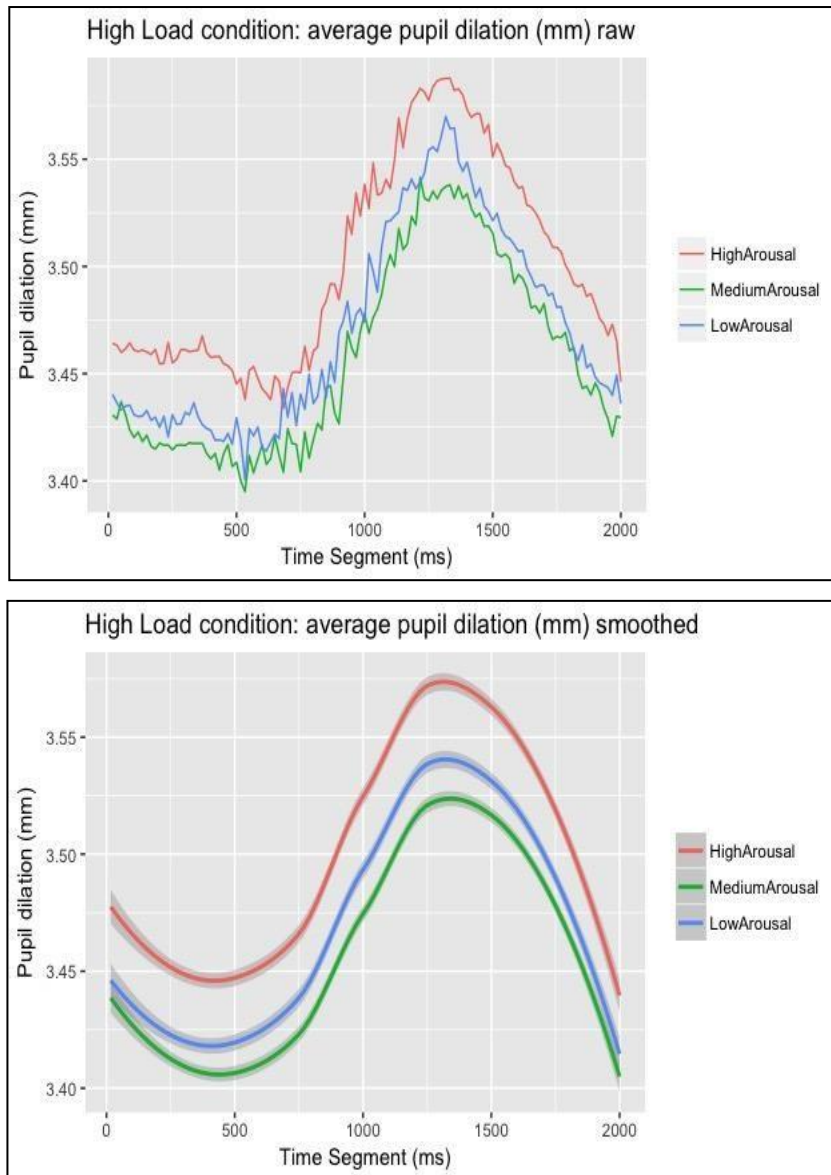 High Load condition: average pupil dilation (mm) raw
Pupil dilation (mm)
3.55
3.50
3.45
3.40
0 500 1000 1500 2000
Time Segment (ms)
HighArousal
MediumArousal
LowArousal
High Load condition: average pupil dilation (mm) smoothed
Pupil dilation (mm)
3.55
3.50
3.45
3.40
0 500 1000 1500 2000
Time Segment (ms)
HighArousal
MediumArousal
LowArousal